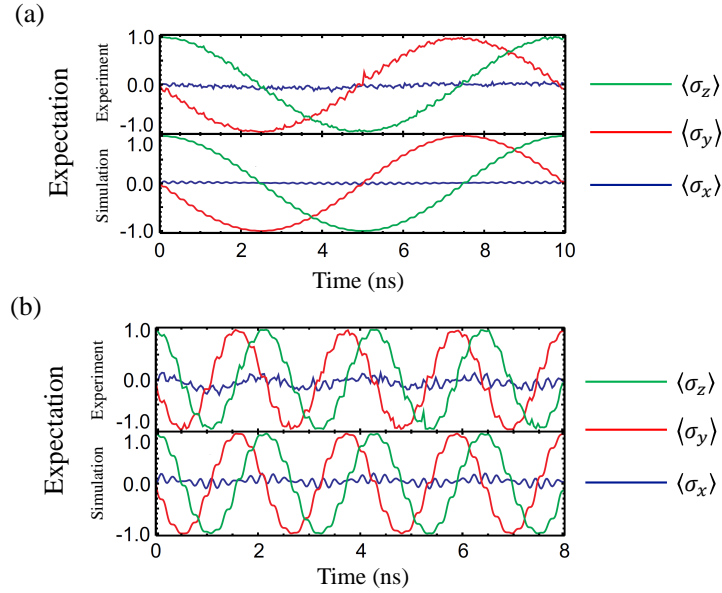 (a)
Expectation
Experiment
1.0
0.0
-1.0
Simulation
1.0
0.0
-1.0
0 2 4 6 8 10
Time (ns)
⟨σz⟩
⟨σy⟩
⟨σx⟩
(b)
Expectation
Experiment
1.0
0.0
-1.0
Simulation
1.0
0.0
-1.0
0 2 4 6 8
Time (ns)
⟨σz⟩
⟨σy⟩
⟨σx⟩